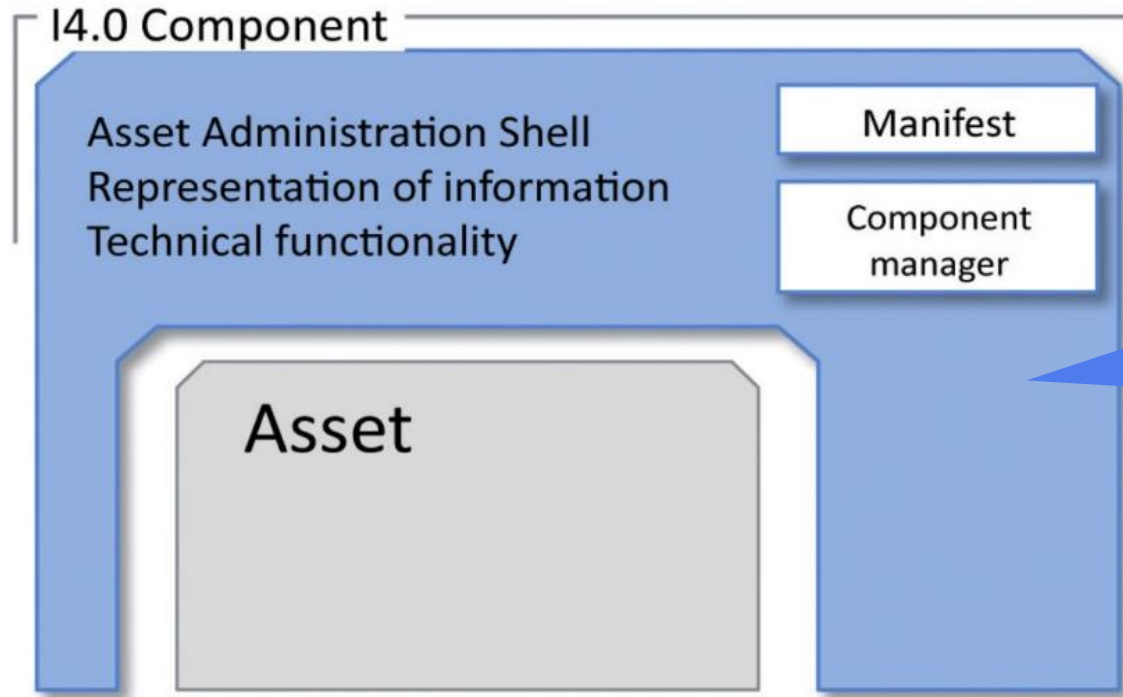 I4.0 Component
Asset Administration Shell
Representation of information
Technical functionality
Manifest
Component
manager
Asset